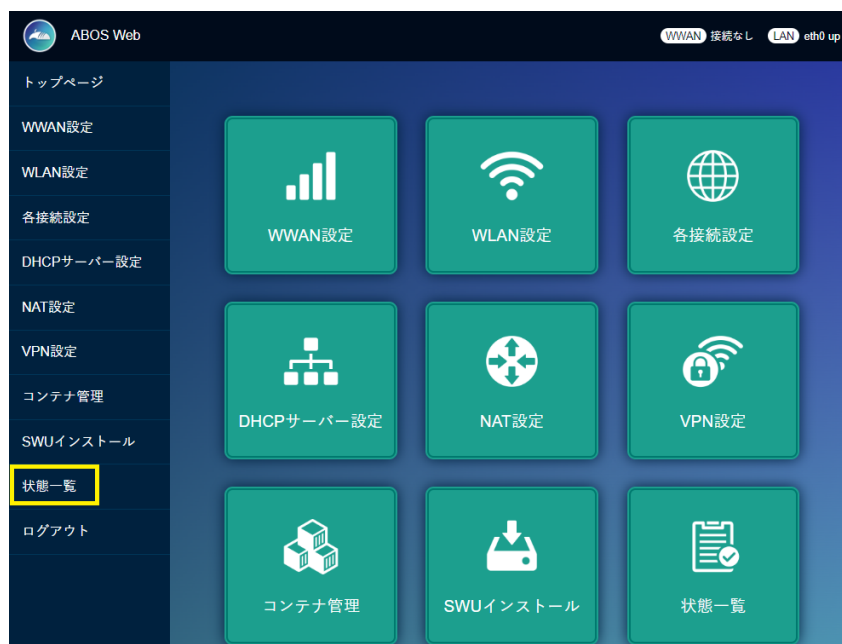 ABOS Web
WWAN 接続なし LAN eth0 up
トップページ
WWAN設定
WLAN設定
各接続設定
DHCPサーバー設定
NAT設定
VPN設定
コンテナ管理
SWUインストール
状態一覧
ログアウト
WWAN設定
WLAN設定
各接続設定
DHCPサーバー設定
NAT設定
VPN設定
コンテナ管理
SWUインストール
状態一覧